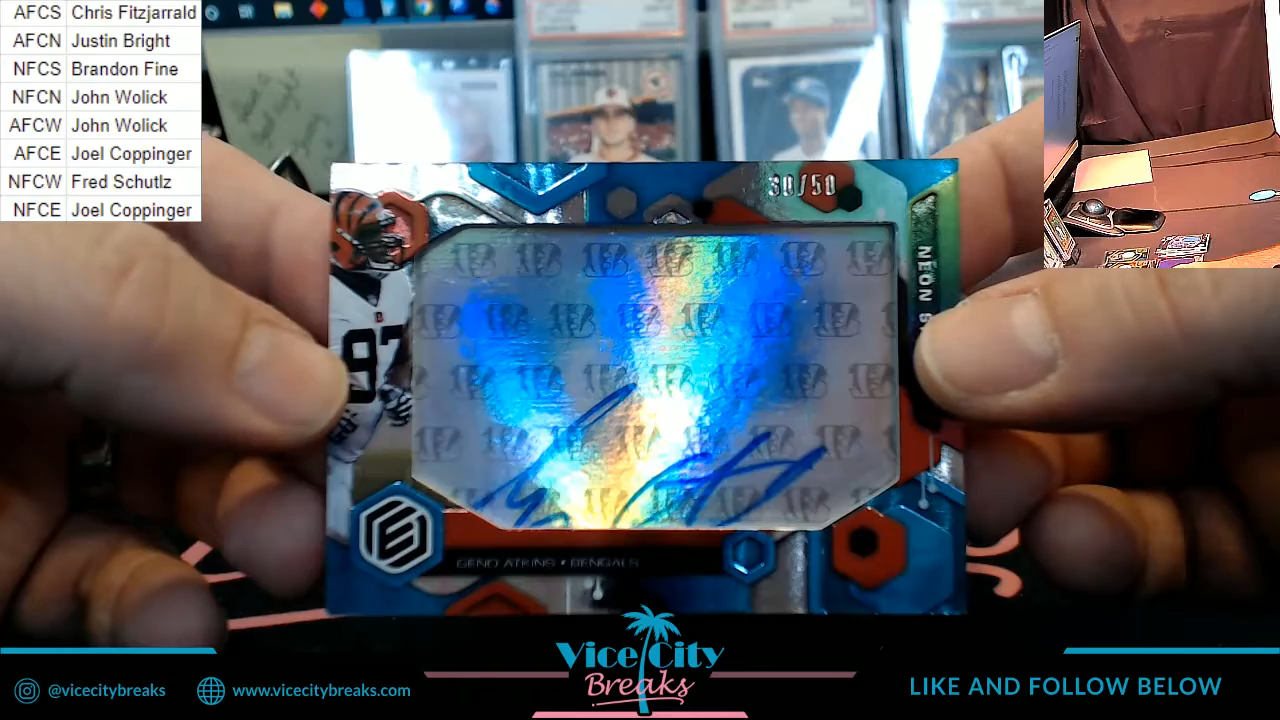 AFCS Chris Fitzjarrald
AFCN Justin Bright
NFCS Brandon Fine
NFCN John Wolick
AFCW John Wolick
AFCE Joel Coppinger
NFCW Fred Schutlz
NFCE Joel Coppinger
30/50
NEON
97
GENO ATKINS • BENGALS
Vice City
Breaks
@vicecitybreaks
www.vicecitybreaks.com
LIKE AND FOLLOW BELOW